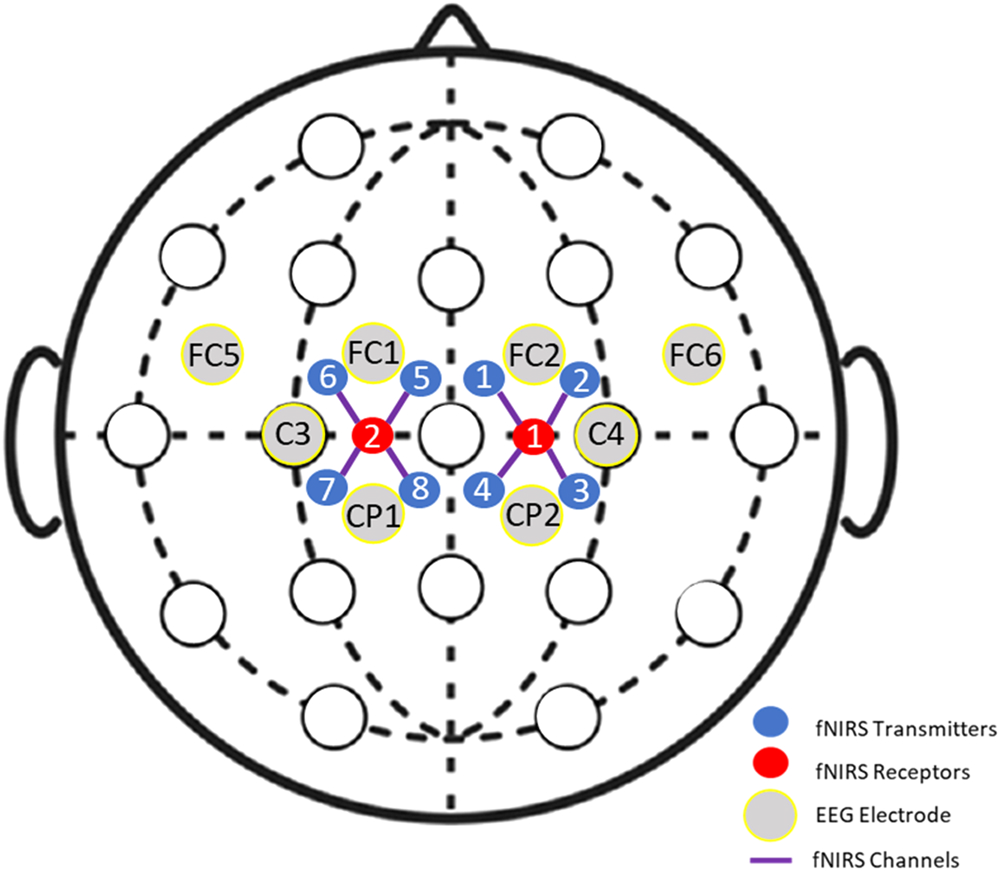 FC5 FC1 FC2 FC6
6 5 1 2
C3 2 1 C4
7 8 4 3
CP1 CP2
fNIRS Transmitters
fNIRS Receptors
EEG Electrode
fNIRS Channels